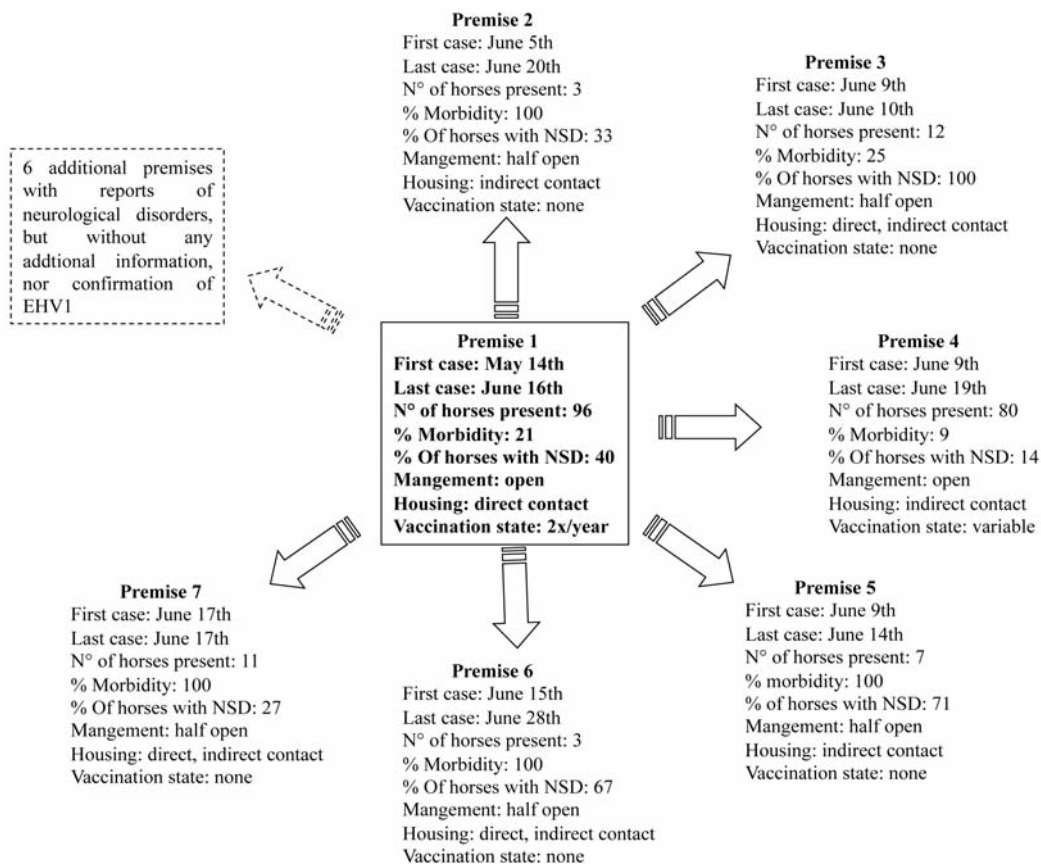 Premise 2
First case: June 5th
Last case: June 20th
N° of horses present: 3
% Morbidity: 100
% Of horses with NSD: 33
Mangement: half open
Housing: indirect contact
Vaccination state: none
Premise 3
First case: June 9th
Last case: June 10th
N° of horses present: 12
% Morbidity: 25
% Of horses with NSD: 100
Mangement: half open
Housing: direct, indirect contact
Vaccination state: none
6 additional premises
with reports of
neurological disorders,
but without any
addtional information,
nor confirmation of
EHV1
Premise 1
First case: May 14th
Last case: June 16th
N° of horses present: 96
% Morbidity: 21
% Of horses with NSD: 40
Mangement: open
Housing: direct contact
Vaccination state: 2x/year
Premise 4
First case: June 9th
Last case: June 19th
N° of horses present: 80
% Morbidity: 9
% Of horses with NSD: 14
Mangement: open
Housing: indirect contact
Vaccination state: variable
Premise 7
First case: June 17th
Last case: June 17th
N° of horses present: 11
% Morbidity: 100
% Of horses with NSD: 27
Mangement: half open
Housing: direct, indirect contact
Vaccination state: none
Premise 6
First case: June 15th
Last case: June 28th
N° of horses present: 3
% Morbidity: 100
% Of horses with NSD: 67
Mangement: half open
Housing: direct, indirect contact
Vaccination state: none
Premise 5
First case: June 9th
Last case: June 14th
N° of horses present: 7
% morbidity: 100
% of horses with NSD: 71
Mangement: half open
Housing: indirect contact
Vaccination state: none